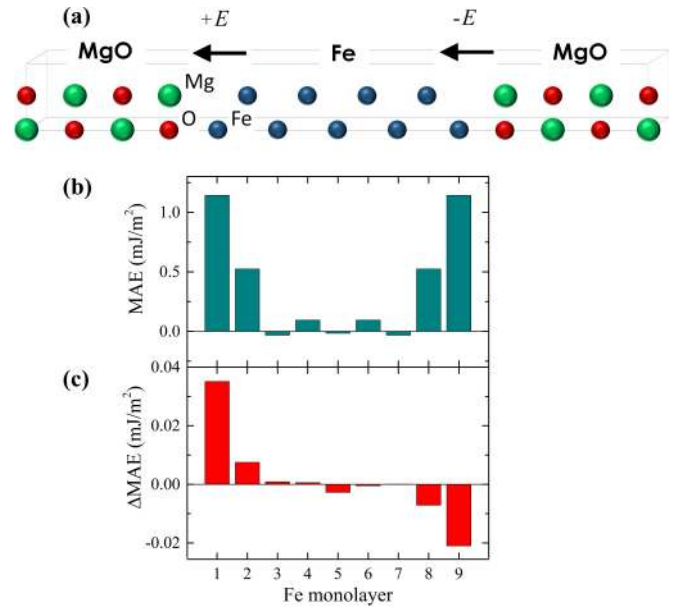 (a)
+E
-E
MgO
Fe
MgO
Mg
O
Fe
(b)
MAE (mJ/m²)
1.0
0.5
0.0
(c)
ΔMAE (mJ/m²)
0.04
0.02
0.00
-0.02
1 2 3 4 5 6 7 8 9
Fe monolayer